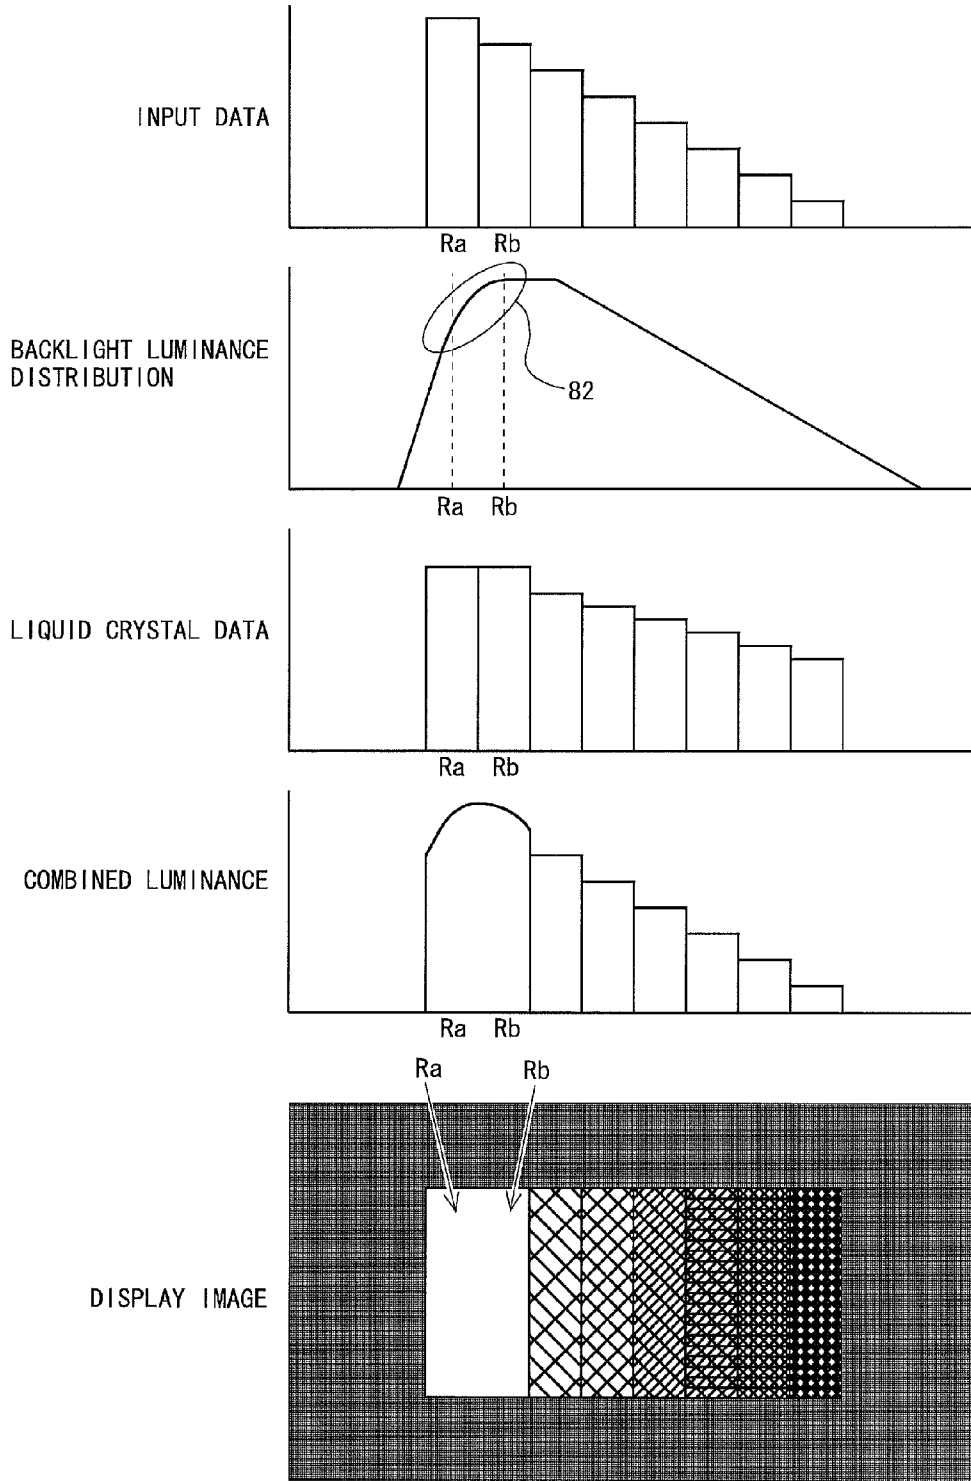 INPUT DATA
Ra Rb
BACKLIGHT LUMINANCE
DISTRIBUTION
82
Ra Rb
LIQUID CRYSTAL DATA
Ra Rb
COMBINED LUMINANCE
Ra Rb
Ra Rb
DISPLAY IMAGE